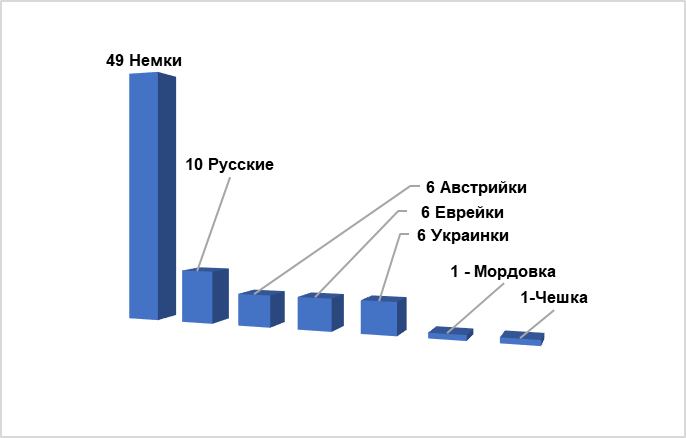 49 Немки
10 Русские
6 Австрийки
6 Еврейки
6 Украинки
1 - Мордовка
1-Чешка